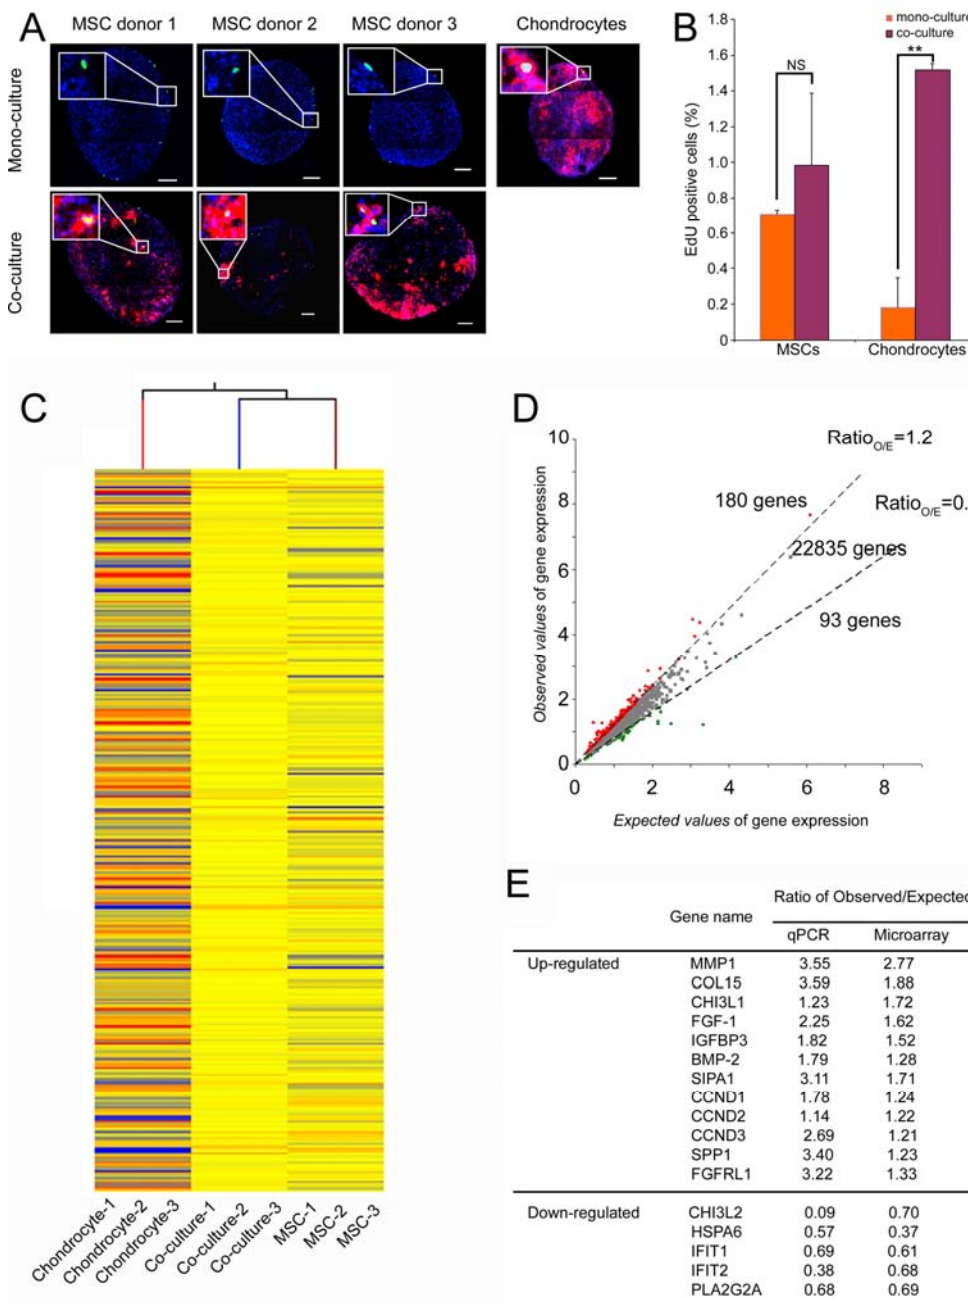 A
MSC donor 1
MSC donor 2
MSC donor 3
Chondrocytes
Mono-culture
Co-culture
B
mono-culture
co-culture
EdU positive cells (%)
1.8
1.6
1.4
1.2
1.0
0.8
0.6
0.4
0.2
0
NS
**
MSCs
Chondrocytes
C
Chondrocyte-1
Chondrocyte-2
Chondrocyte-3
Co-culture-1
Co-culture-2
Co-culture-3
MSC-1
MSC-2
MSC-3
D
Observed values of gene expression
10
8
6
4
2
0
0 2 4 6 8
Expected values of gene expression
RatioO/E=1.2
180 genes
RatioO/E=0.
22835 genes
93 genes
E
Ratio of Observed/Expected
Gene name
qPCR Microarray
Up-regulated MMP1 3.55 2.77
COL15 3.59 1.88
CHI3L1 1.23 1.72
FGF-1 2.25 1.62
IGFBP3 1.82 1.52
BMP-2 1.79 1.28
SIPA1 3.11 1.71
CCND1 1.78 1.24
CCND2 1.14 1.22
CCND3 2.69 1.21
SPP1 3.40 1.23
FGFRL1 3.22 1.33
Down-regulated CHI3L2 0.09 0.70
HSPA6 0.57 0.37
IFIT1 0.69 0.61
IFIT2 0.38 0.68
PLA2G2A 0.68 0.69